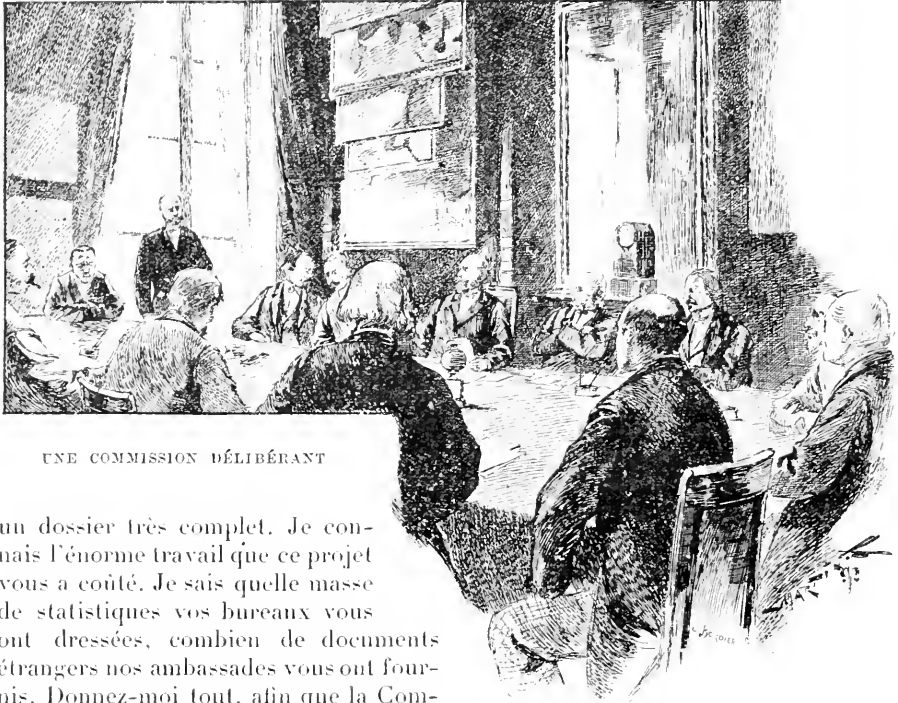 UNE COMMISSION DÉLIBÉRANT
un dossier très complet. Je con-
nais l'énorme travail que ce projet
vous a coûté. Je sais quelle masse
de statistiques vos bureaux vous
ont dressées, combien de documents
étrangers nos ambassades vous ont four-
nis. Donnez-moi tout, afin que la Com-